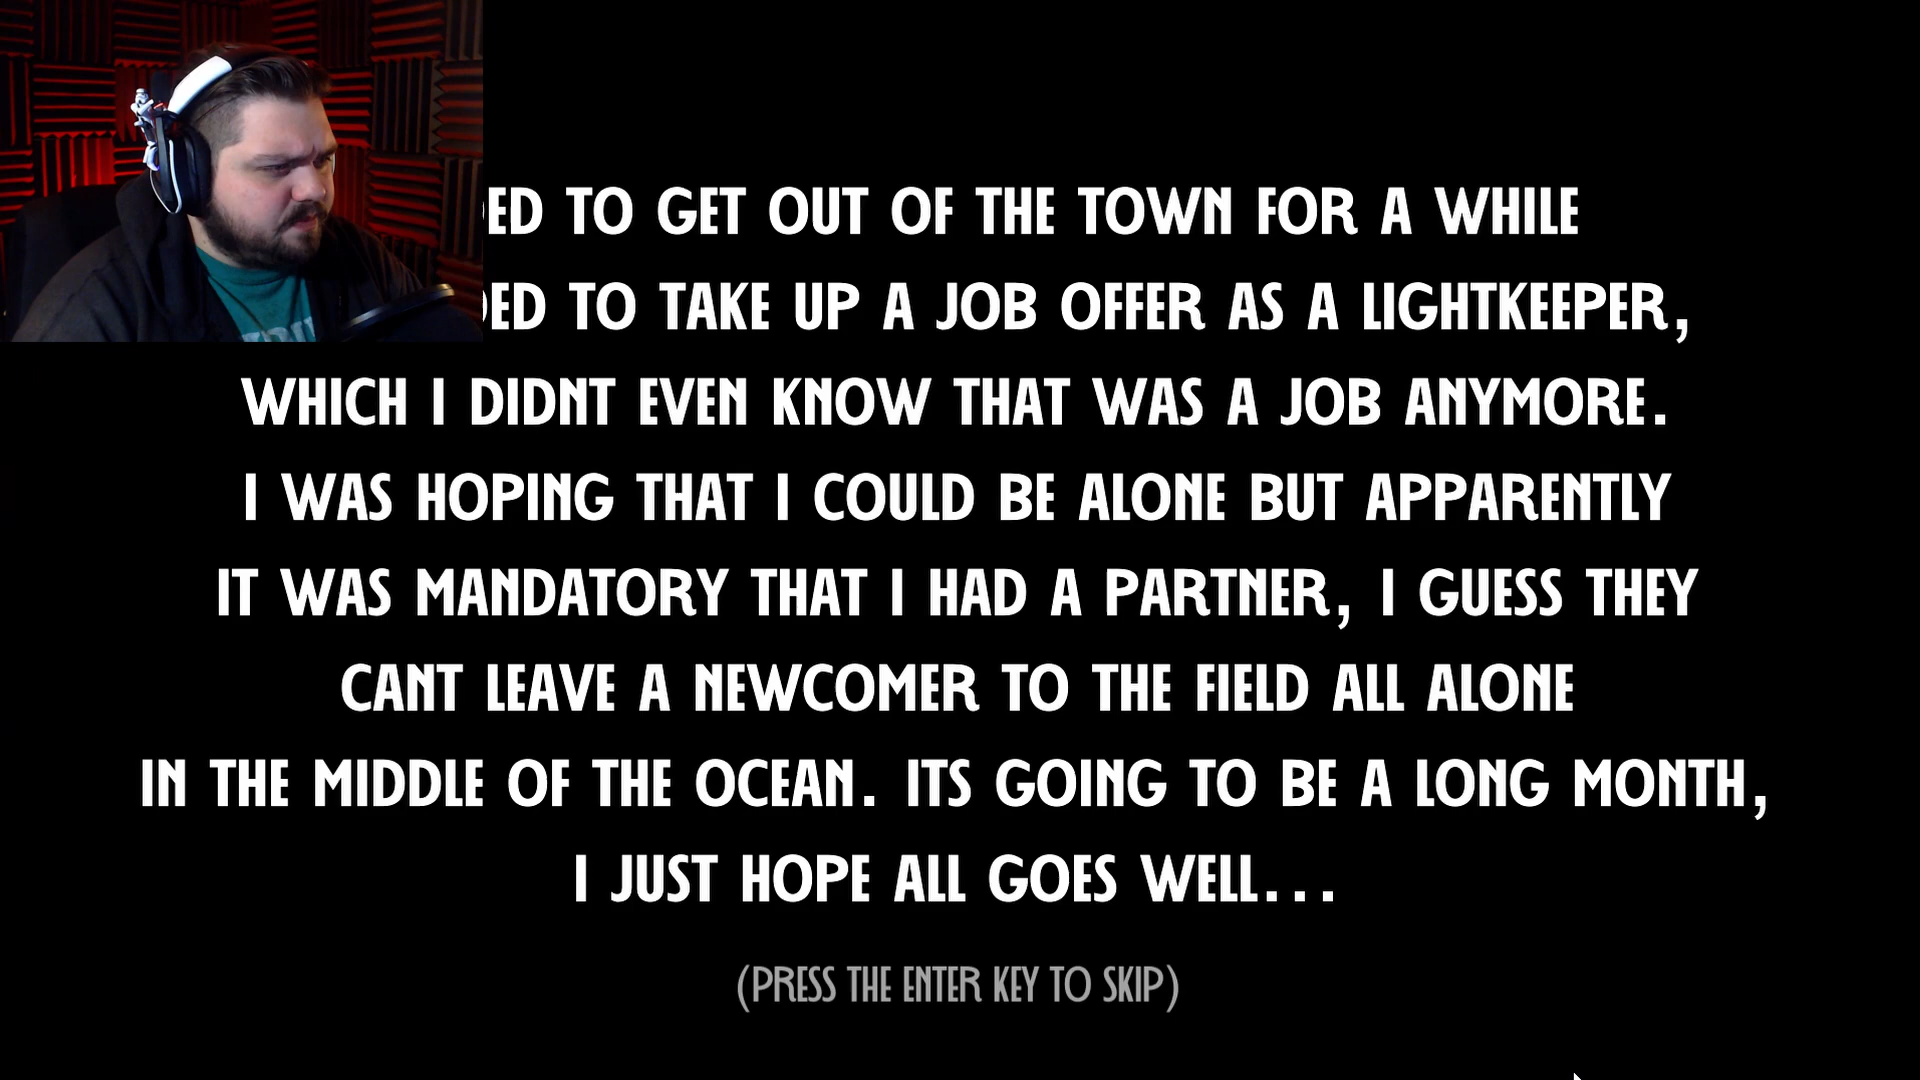 TO GET OUT OF THE TOWN FOR A WHILE
TO TAKE UP A JOB OFFER AS A LIGHTKEEPER,
WHICH I DIDNT EVEN KNOW THAT WAS A JOB ANYMORE.
I WAS HOPING THAT I COULD BE ALONE BUT APPARENTLY
IT WAS MANDATORY THAT I HAD A PARTNER, I GUESS THEY
CANT LEAVE A NEWCOMER TO THE FIELD ALL ALONE
IN THE MIDDLE OF THE OCEAN. ITS GOING TO BE A LONG MONTH,
I JUST HOPE ALL GOES WELL...
(PRESS THE ENTER KEY TO SKIP)